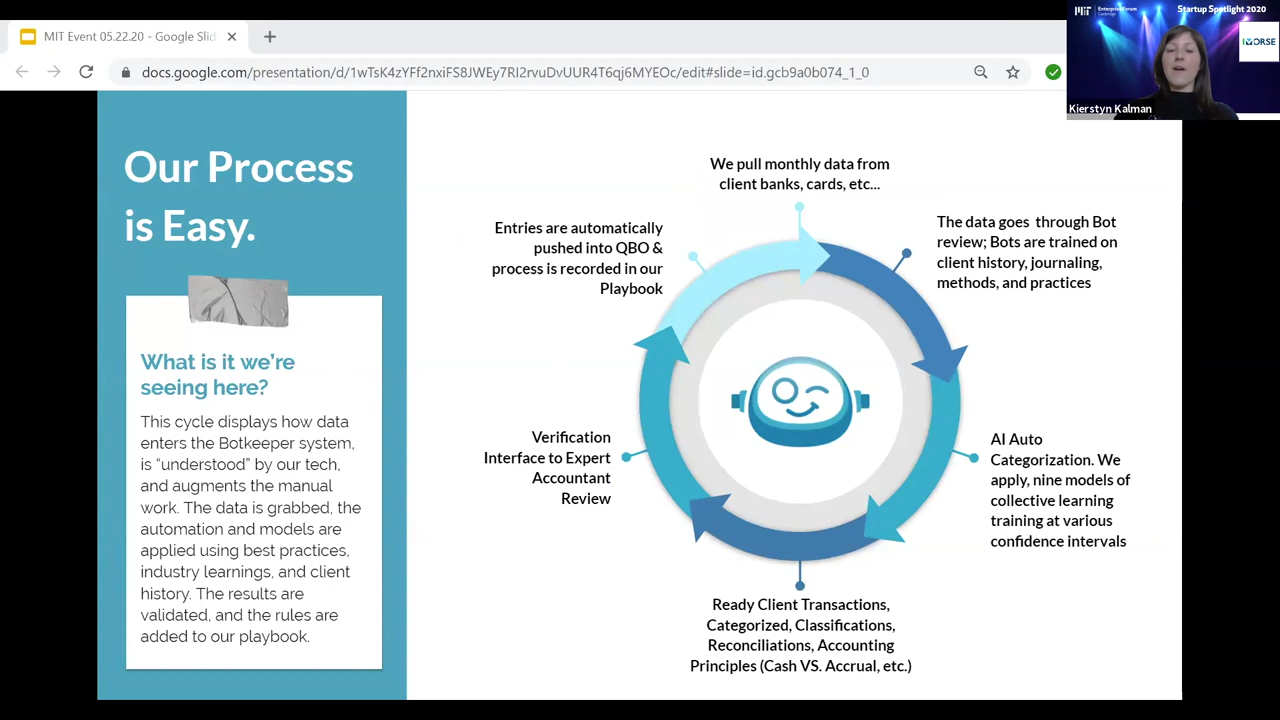 MIT Event 05.22.20 - Google Slid
docs.google.com/presentation/d/1wTsK4zYFf2nxiFS8JWEy7RI2rvuDvUUR4T6qj6MYEOc/edit#slide=id.gcb9a0b074_1_0
MIT Enterprise Forum
Cambridge
Startup Spotlight 2020
MORSE
Kierstyn Kalman
Our Process
is Easy.
What is it we're
seeing here?
This cycle displays how data
enters the Botkeeper system,
is “understood” by our tech,
and augments the manual
work. The data is grabbed, the
automation and models are
applied using best practices,
industry learnings, and client
history. The results are
validated, and the rules are
added to our playbook.
We pull monthly data from
client banks, cards, etc...
The data goes through Bot
review; Bots are trained on
client history, journaling,
methods, and practices
AI Auto
Categorization. We
apply, nine models of
collective learning
training at various
confidence intervals
Ready Client Transactions,
Categorized, Classifications,
Reconciliations, Accounting
Principles (Cash VS. Accrual, etc.)
Verification
Interface to Expert
Accountant
Review
Entries are automatically
pushed into QBO &
process is recorded in our
Playbook